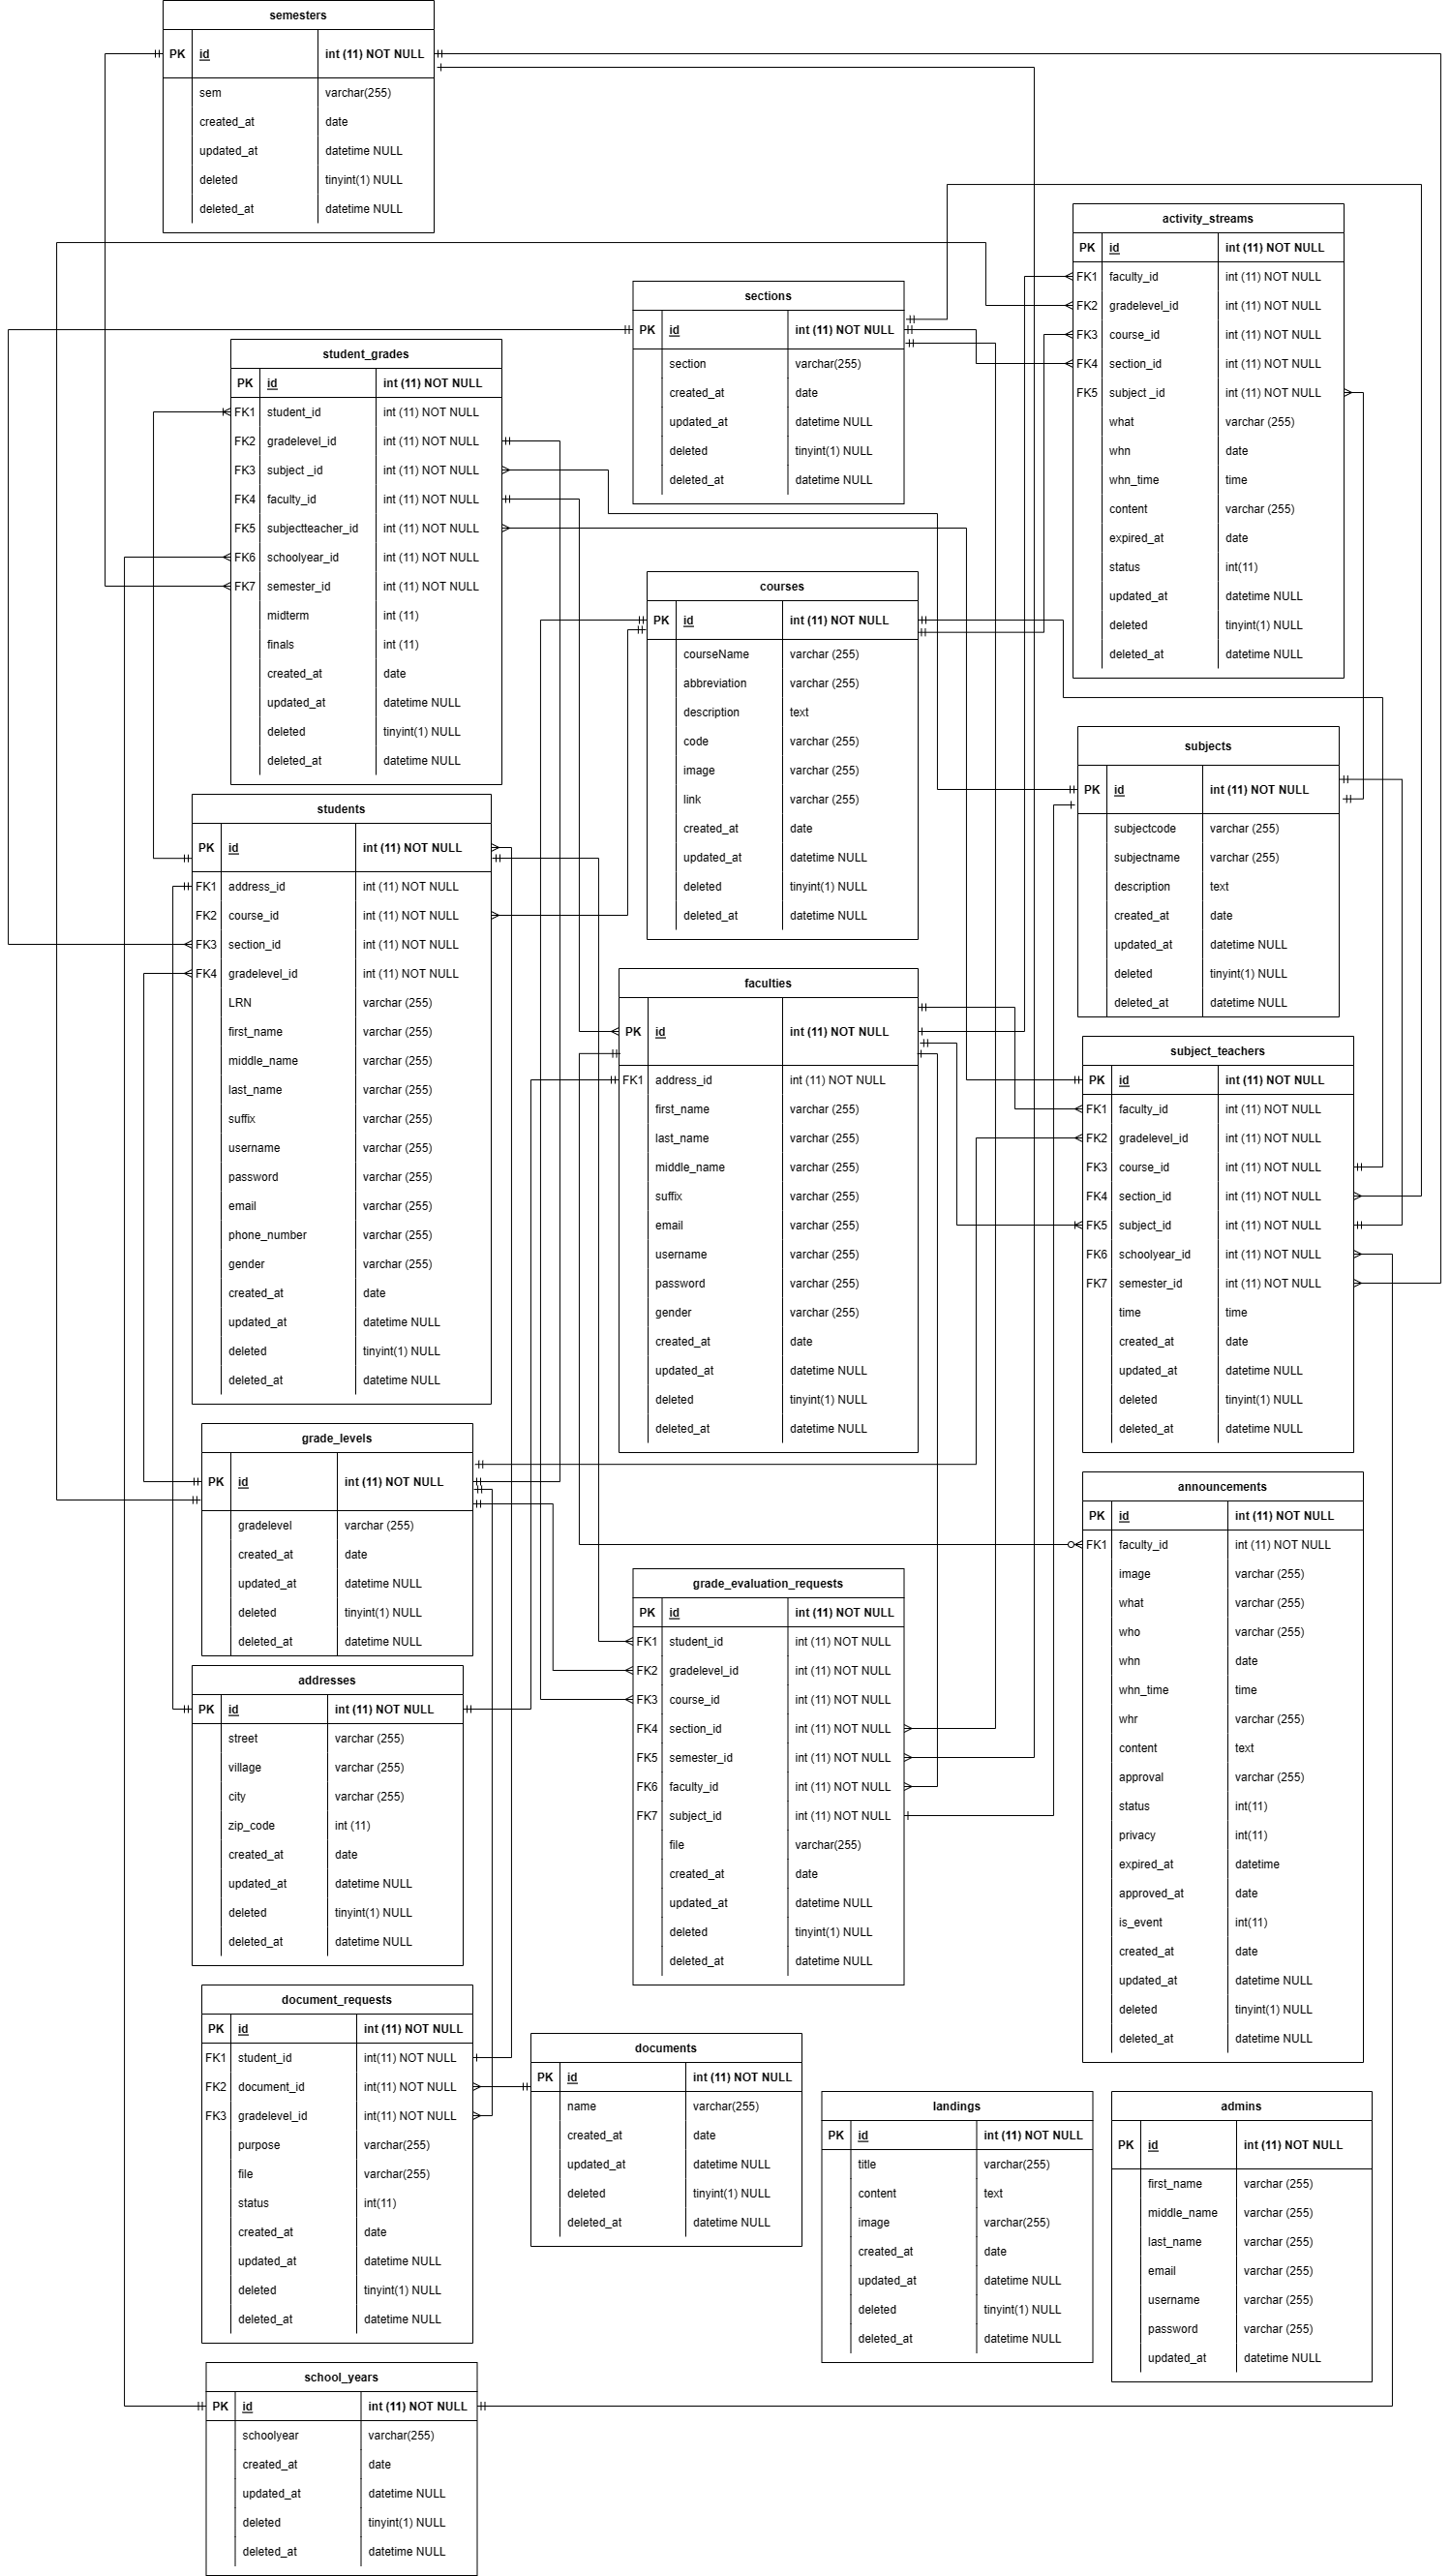 semesters
PK id int (11) NOT NULL
sem varchar(255)
created_at date
updated_at datetime NULL
deleted tinyint(1) NULL
deleted_at datetime NULL
activity_streams
PK id int (11) NOT NULL
FK1 faculty_id int (11) NOT NULL
FK2 gradelevel_id int (11) NOT NULL
FK3 course_id int (11) NOT NULL
FK4 section_id int (11) NOT NULL
FK5 subject _id int (11) NOT NULL
what varchar (255)
whn date
whn_time time
content varchar (255)
expired_at date
status int(11)
updated_at datetime NULL
deleted tinyint(1) NULL
deleted_at datetime NULL
sections
PK id int (11) NOT NULL
section varchar(255)
created_at date
updated_at datetime NULL
deleted tinyint(1) NULL
deleted_at datetime NULL
student_grades
PK id int (11) NOT NULL
FK1 student_id int (11) NOT NULL
FK2 gradelevel_id int (11) NOT NULL
FK3 subject _id int (11) NOT NULL
FK4 faculty_id int (11) NOT NULL
FK5 subjectteacher_id int (11) NOT NULL
FK6 schoolyear_id int (11) NOT NULL
FK7 semester_id int (11) NOT NULL
midterm int (11)
finals int (11)
created_at date
updated_at datetime NULL
deleted tinyint(1) NULL
deleted_at datetime NULL
courses
PK id int (11) NOT NULL
courseName varchar (255)
abbreviation varchar (255)
description text
code varchar (255)
image varchar (255)
link varchar (255)
created_at date
updated_at datetime NULL
deleted tinyint(1) NULL
deleted_at datetime NULL
subjects
PK id int (11) NOT NULL
subjectcode varchar (255)
subjectname varchar (255)
description text
created_at date
updated_at datetime NULL
deleted tinyint(1) NULL
deleted_at datetime NULL
students
PK id int (11) NOT NULL
FK1 address_id int (11) NOT NULL
FK2 course_id int (11) NOT NULL
FK3 section_id int (11) NOT NULL
FK4 gradelevel_id int (11) NOT NULL
LRN varchar (255)
first_name varchar (255)
middle_name varchar (255)
last_name varchar (255)
suffix varchar (255)
username varchar (255)
password varchar (255)
email varchar (255)
phone_number varchar (255)
gender varchar (255)
created_at date
updated_at datetime NULL
deleted tinyint(1) NULL
deleted_at datetime NULL
faculties
PK id int (11) NOT NULL
FK1 address_id int (11) NOT NULL
first_name varchar (255)
last_name varchar (255)
middle_name varchar (255)
suffix varchar (255)
email varchar (255)
username varchar (255)
password varchar (255)
gender varchar (255)
created_at date
updated_at datetime NULL
deleted tinyint(1) NULL
deleted_at datetime NULL
subject_teachers
PK id int (11) NOT NULL
FK1 faculty_id int (11) NOT NULL
FK2 gradelevel_id int (11) NOT NULL
FK3 course_id int (11) NOT NULL
FK4 section_id int (11) NOT NULL
FK5 subject_id int (11) NOT NULL
FK6 schoolyear_id int (11) NOT NULL
FK7 semester_id int (11) NOT NULL
time time
created_at date
updated_at datetime NULL
deleted tinyint(1) NULL
deleted_at datetime NULL
grade_levels
PK id int (11) NOT NULL
gradelevel varchar (255)
created_at date
updated_at datetime NULL
deleted tinyint(1) NULL
deleted_at datetime NULL
announcements
PK id int (11) NOT NULL
FK1 faculty_id int (11) NOT NULL
image varchar (255)
what varchar (255)
who varchar (255)
whn date
whn_time time
whr varchar (255)
content text
approval varchar (255)
status int(11)
privacy int(11)
expired_at datetime
approved_at date
is_event int(11)
created_at date
updated_at datetime NULL
deleted tinyint(1) NULL
deleted_at datetime NULL
grade_evaluation_requests
PK id int (11) NOT NULL
FK1 student_id int (11) NOT NULL
FK2 gradelevel_id int (11) NOT NULL
FK3 course_id int (11) NOT NULL
FK4 section_id int (11) NOT NULL
FK5 semester_id int (11) NOT NULL
FK6 faculty_id int (11) NOT NULL
FK7 subject_id int (11) NOT NULL
file varchar(255)
created_at date
updated_at datetime NULL
deleted tinyint(1) NULL
deleted_at datetime NULL
addresses
PK id int (11) NOT NULL
street varchar (255)
village varchar (255)
city varchar (255)
zip_code int (11)
created_at date
updated_at datetime NULL
deleted tinyint(1) NULL
deleted_at datetime NULL
document_requests
PK id int (11) NOT NULL
FK1 student_id int(11) NOT NULL
FK2 document_id int(11) NOT NULL
FK3 gradelevel_id int(11) NOT NULL
purpose varchar(255)
file varchar(255)
status int(11)
created_at date
updated_at datetime NULL
deleted tinyint(1) NULL
deleted_at datetime NULL
documents
PK id int (11) NOT NULL
name varchar(255)
created_at date
updated_at datetime NULL
deleted tinyint(1) NULL
deleted_at datetime NULL
landings
PK id int (11) NOT NULL
title varchar(255)
content text
image varchar(255)
created_at date
updated_at datetime NULL
deleted tinyint(1) NULL
deleted_at datetime NULL
admins
PK id int (11) NOT NULL
first_name varchar (255)
middle_name varchar (255)
last_name varchar (255)
email varchar (255)
username varchar (255)
password varchar (255)
updated_at datetime NULL
school_years
PK id int (11) NOT NULL
schoolyear varchar(255)
created_at date
updated_at datetime NULL
deleted tinyint(1) NULL
deleted_at datetime NULL